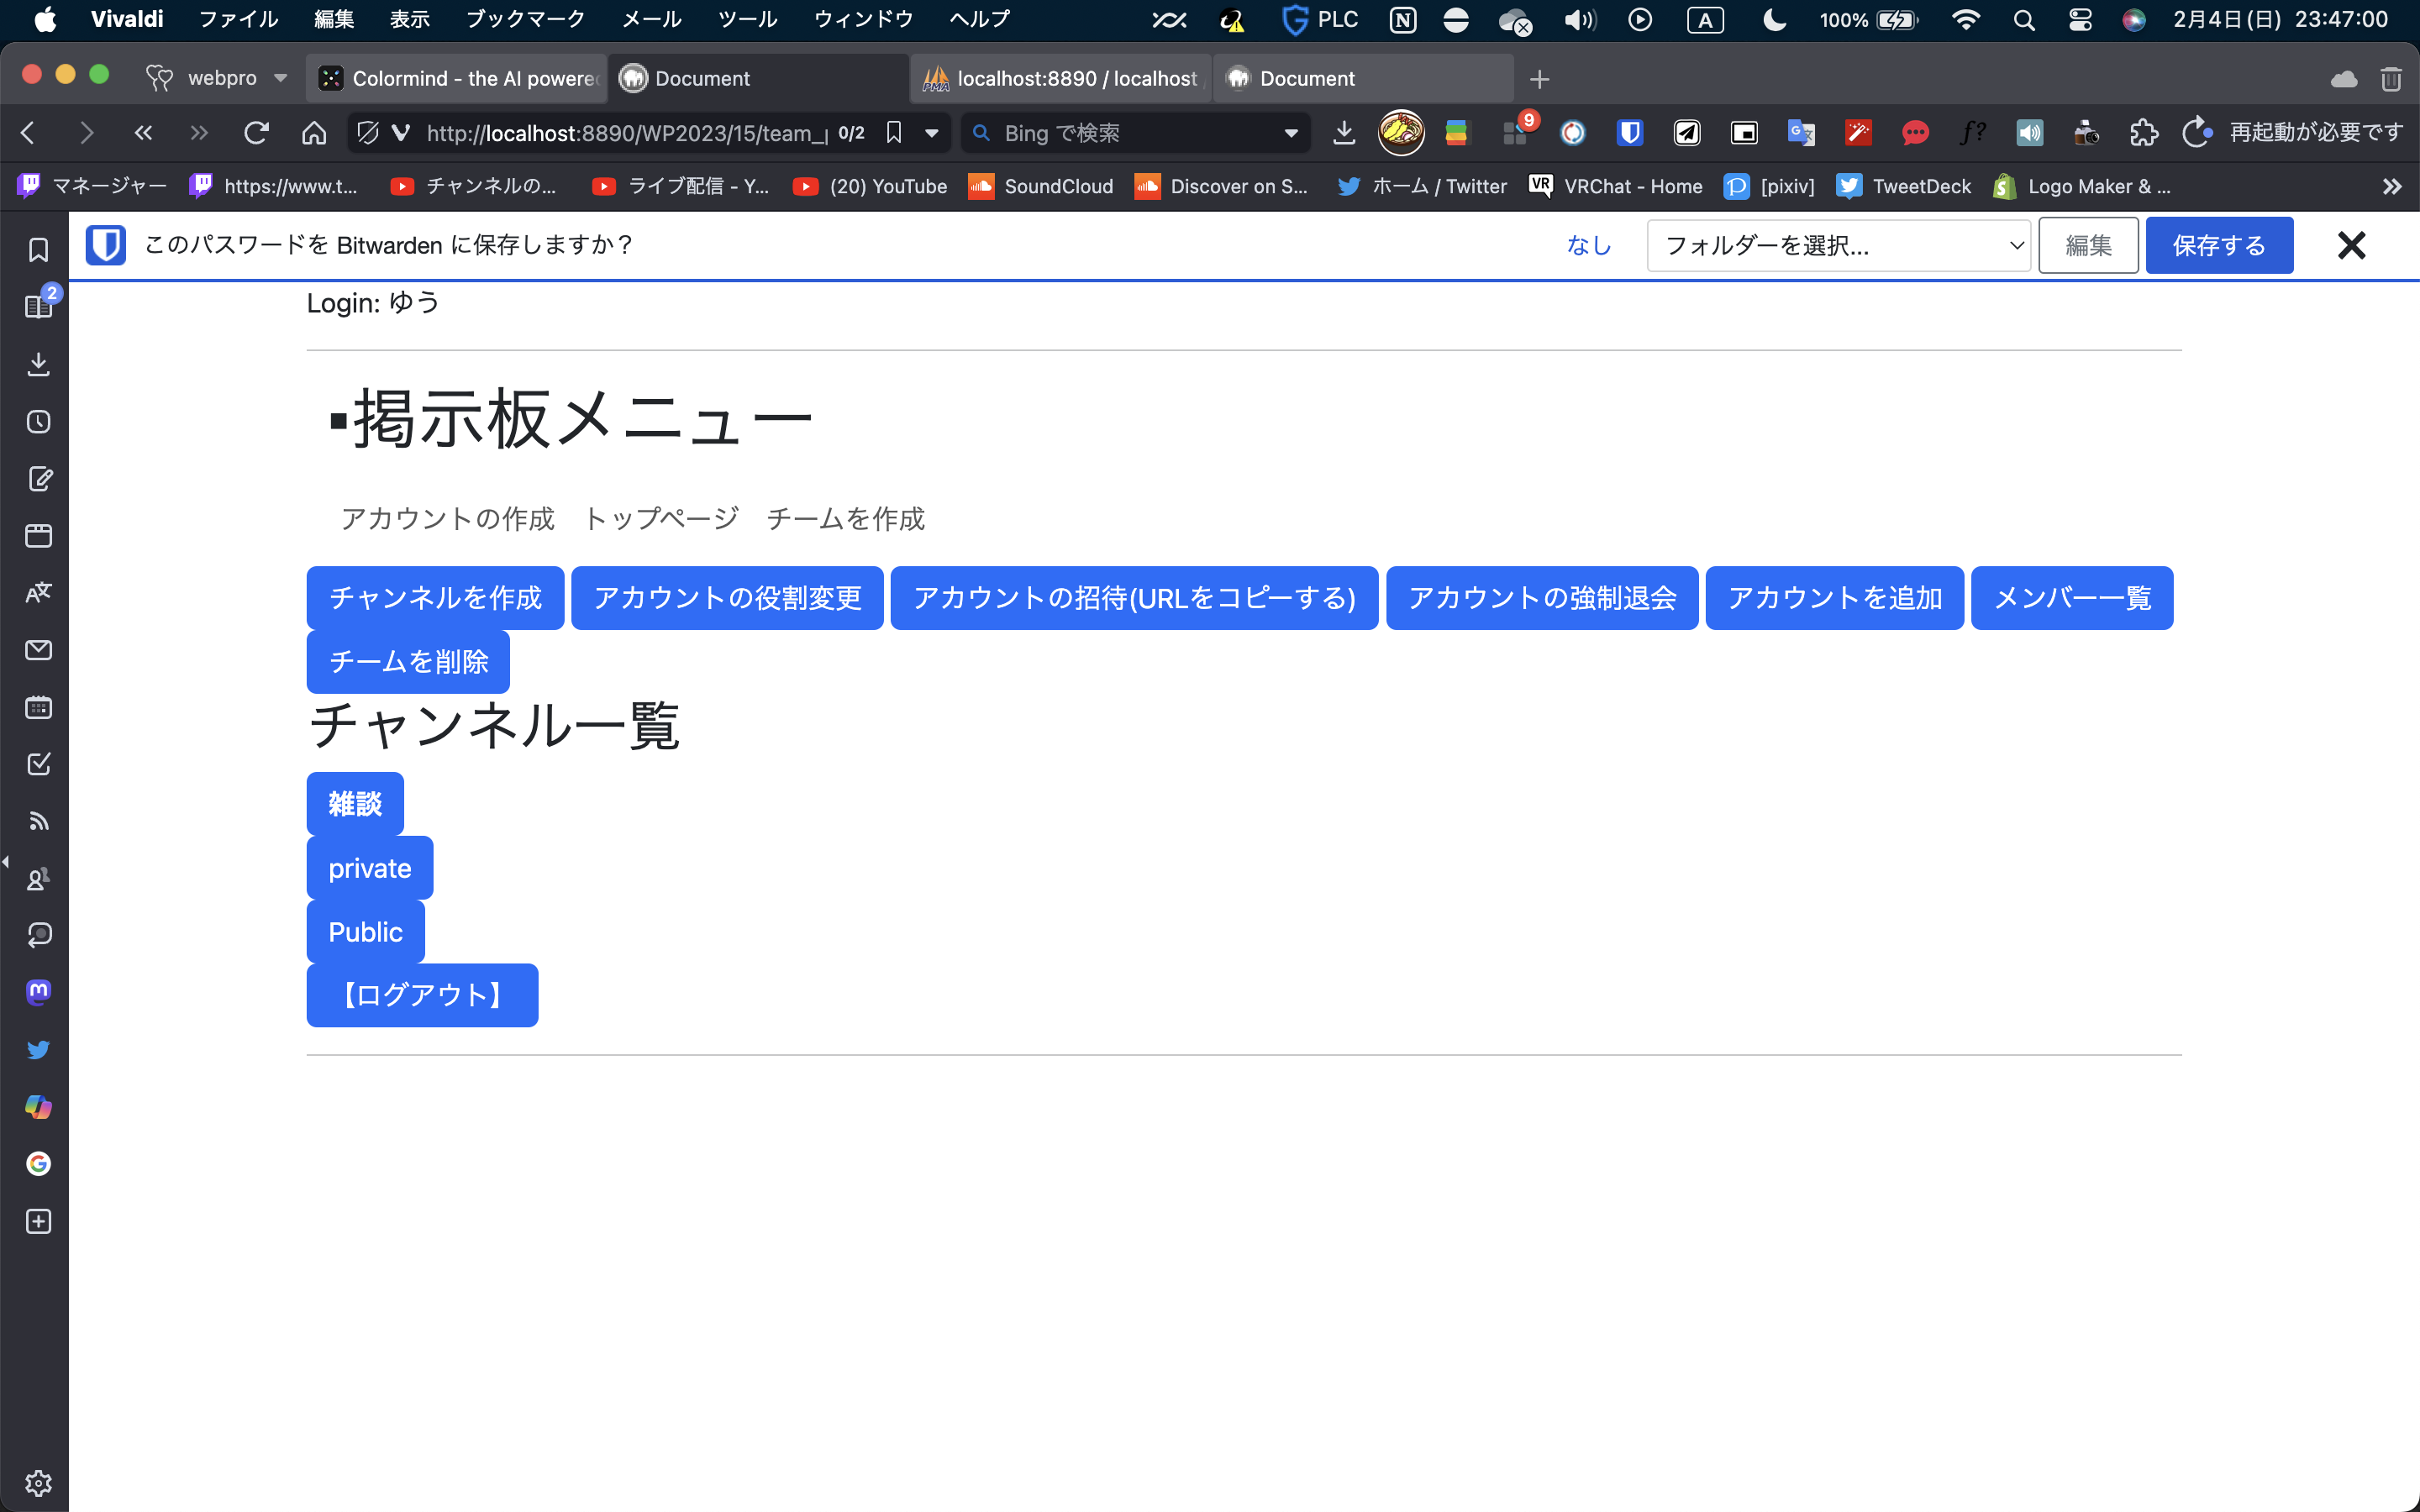 Vivaldi ファイル 編集 表示 ブックマーク メール ツール ウィンドウ ヘルプ PLC A 100% 2月4日(日) 23:47:00
webpro Colormind - the AI powered Document localhost:8890 / localhost Document
http://localhost:8890/WP2023/15/team_ 0/2 Bing で検索 9 再起動が必要です
マネージャー https://www.t... チャンネルの... ライブ配信 - Y... (20) YouTube SoundCloud Discover on S... ホーム / Twitter VRChat - Home [pixiv] TweetDeck Logo Maker & ...
このパスワードを Bitwarden に保存しますか? なし フォルダーを選択... 編集 保存する
2
Login: ゆう
▪掲示板メニュー
アカウントの作成 トップページ チームを作成
チャンネルを作成 アカウントの役割変更 アカウントの招待(URLをコピーする) アカウントの強制退会 アカウントを追加 メンバー一覧
チームを削除
チャンネル一覧
雑談
private
Public
【ログアウト】